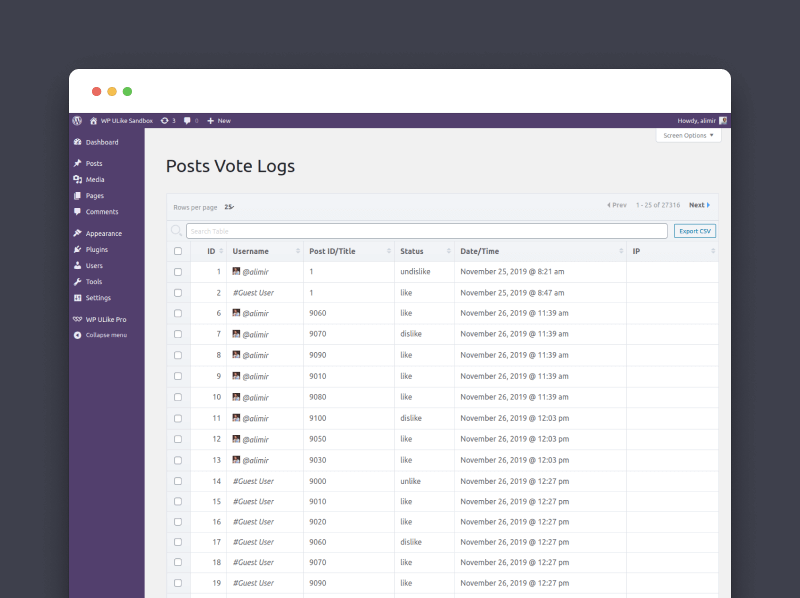 WP ULike Sandbox 3 0 New Howdy, alimir
Screen Options
Dashboard
Posts
Media
Pages
Comments
Appearance
Plugins
Users
Tools
Settings
WP ULike Pro
Collapse menu
Posts Vote Logs
Rows per page 25 Prev 1 - 25 of 27316 Next
Search Table Export CSV
ID Username Post ID/Title Status Date/Time IP
1 @alimir 1 undislike November 25, 2019 @ 8:21 am
2 #Guest User 1 like November 25, 2019 @ 8:47 am
6 @alimir 9060 like November 26, 2019 @ 11:39 am
7 @alimir 9070 dislike November 26, 2019 @ 11:39 am
8 @alimir 9090 like November 26, 2019 @ 11:39 am
9 @alimir 9010 like November 26, 2019 @ 11:39 am
10 @alimir 9080 like November 26, 2019 @ 11:39 am
11 @alimir 9100 dislike November 26, 2019 @ 12:03 pm
12 @alimir 9050 like November 26, 2019 @ 12:03 pm
13 @alimir 9030 like November 26, 2019 @ 12:03 pm
14 #Guest User 9000 unlike November 26, 2019 @ 12:27 pm
15 #Guest User 9010 like November 26, 2019 @ 12:27 pm
16 #Guest User 9020 like November 26, 2019 @ 12:27 pm
17 #Guest User 9060 dislike November 26, 2019 @ 12:27 pm
18 #Guest User 9070 like November 26, 2019 @ 12:27 pm
19 #Guest User 9090 like November 26, 2019 @ 12:27 pm